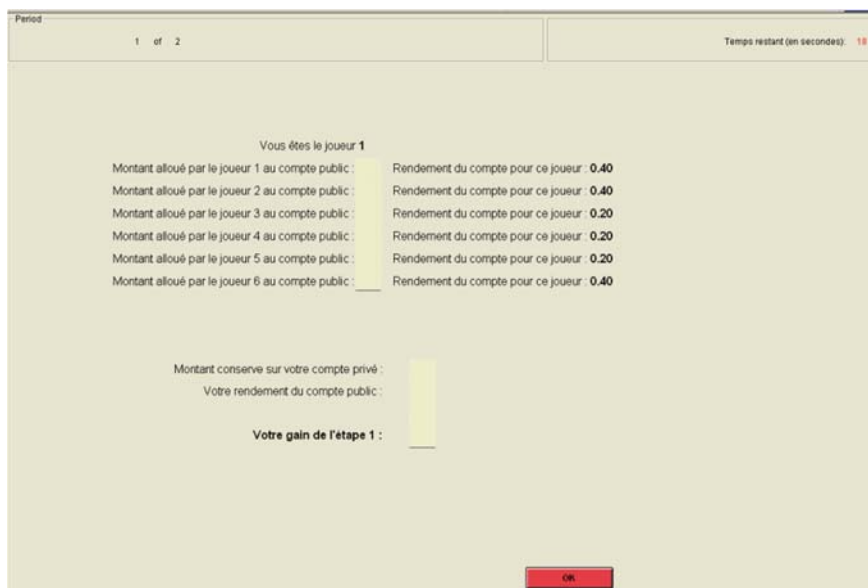 Period
1 of 2
Temps restant (en secondes): 18
Vous êtes le joueur 1
Montant alloué par le joueur 1 au compte public : Rendement du compte pour ce joueur : 0.40
Montant alloué par le joueur 2 au compte public : Rendement du compte pour ce joueur : 0.40
Montant alloué par le joueur 3 au compte public : Rendement du compte pour ce joueur : 0.20
Montant alloué par le joueur 4 au compte public : Rendement du compte pour ce joueur : 0.20
Montant alloué par le joueur 5 au compte public : Rendement du compte pour ce joueur : 0.20
Montant alloué par le joueur 6 au compte public : Rendement du compte pour ce joueur : 0.40
Montant conserve sur votre compte privé :
Votre rendement du compte public :
Votre gain de l'étape 1 :
OK